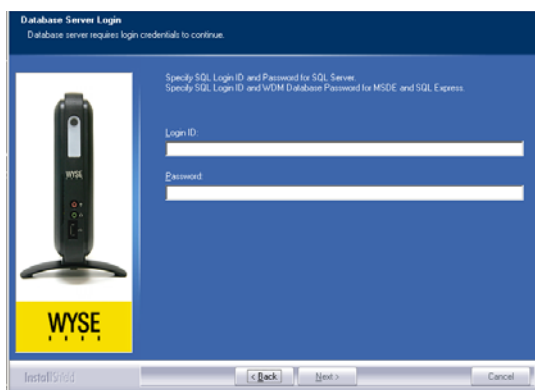 Database Server Login
Database server requires login credentials to continue.
Specify SQL Login ID and Password for SQL Server.
Specify SQL Login ID and WDM Database Password for MSDE and SQL Express.
Login ID:
Password:
WYSE
WYSE
InstallShield
< Back
Next >
Cancel